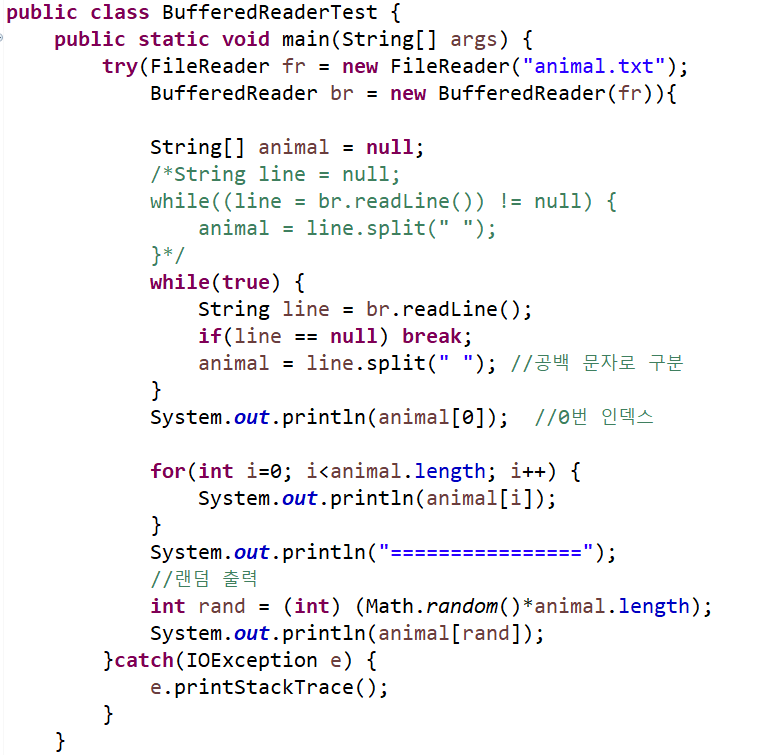 public class BufferedReaderTest {
    public static void main(String[] args) {
        try(FileReader fr = new FileReader("animal.txt");
            BufferedReader br = new BufferedReader(fr)){

            String[] animal = null;
            /*String line = null;
            while((line = br.readLine()) != null) {
                animal = line.split(" ");
            }*/
            while(true) {
                String line = br.readLine();
                if(line == null) break;
                animal = line.split(" "); //공백 문자로 구분
            }
            System.out.println(animal[0]);  //0번 인덱스

            for(int i=0; i<animal.length; i++) {
                System.out.println(animal[i]);
            }
            System.out.println("================");
            //랜덤 출력
            int rand = (int) (Math.random()*animal.length);
            System.out.println(animal[rand]);
        }catch(IOException e) {
            e.printStackTrace();
        }
    }